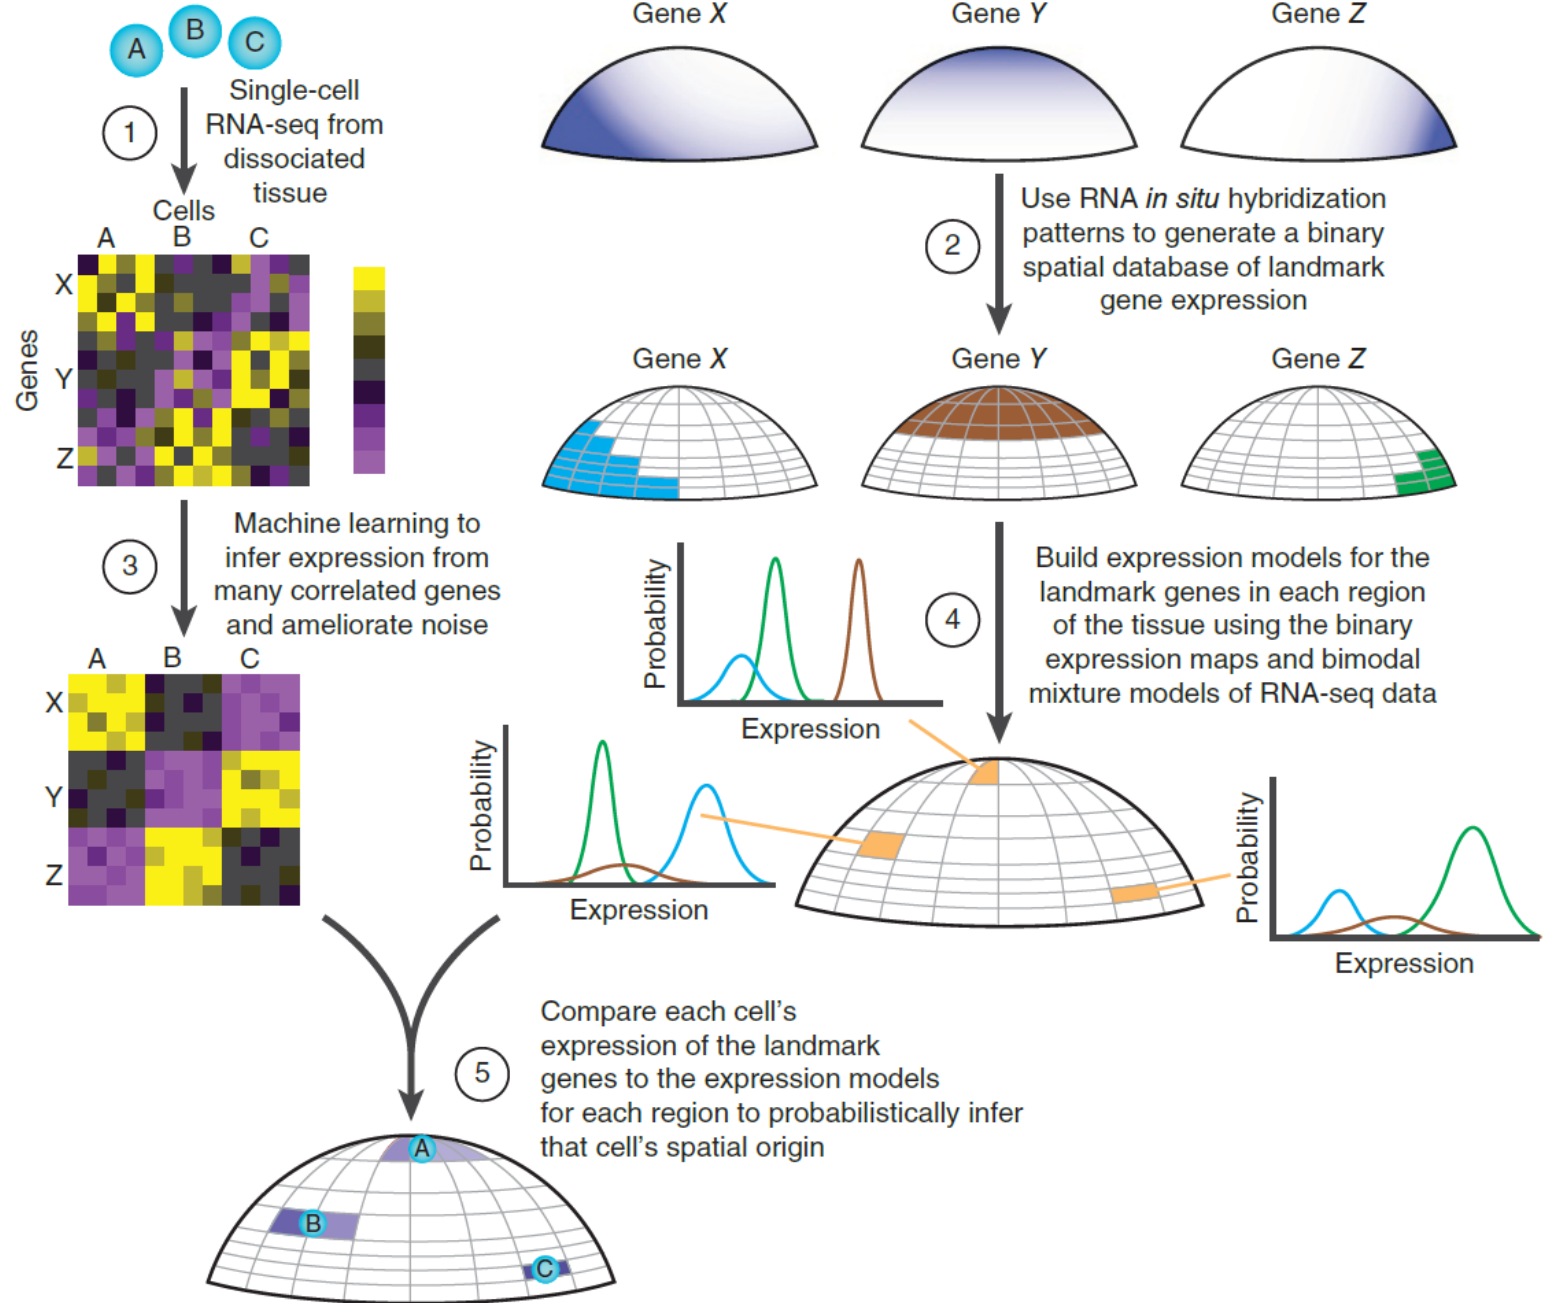 A
B
C
1
Single-cell
RNA-seq from
dissociated
tissue
Cells
A B C
Genes
X
Y
Z
3
Machine learning to
infer expression from
many correlated genes
and ameliorate noise
A B C
X
Y
Z
Gene X
Gene Y
Gene Z
2
Use RNA in situ hybridization
patterns to generate a binary
spatial database of landmark
gene expression
Gene X
Gene Y
Gene Z
4
Build expression models for the
landmark genes in each region
of the tissue using the binary
expression maps and bimodal
mixture models of RNA-seq data
Probability
Expression
Probability
Expression
Probability
Expression
5
Compare each cell's
expression of the landmark
genes to the expression models
for each region to probabilistically infer
that cell's spatial origin
A
B
C